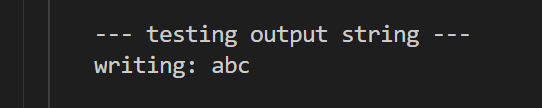 --- testing output string ---
writing: abc